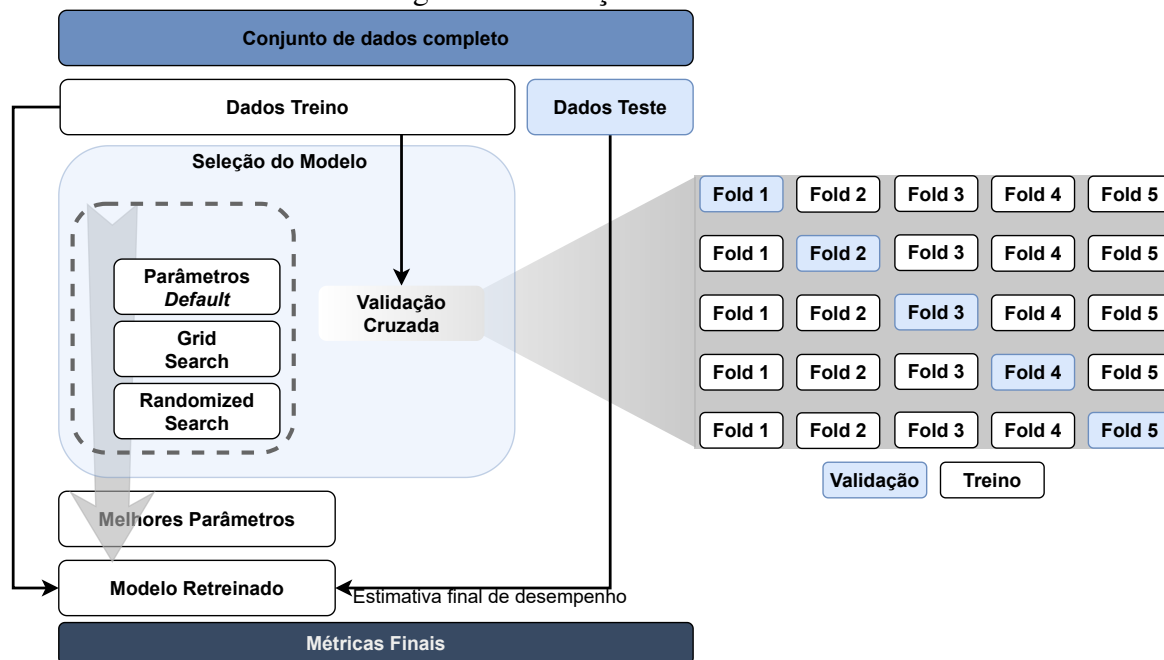 Conjunto de dados completo
Dados Treino
Dados Teste
Seleção do Modelo
Parâmetros
Default
Grid
Search
Randomized
Search
Validação
Cruzada
Melhores Parâmetros
Modelo Retreinado
Estimativa final de desempenho
Métricas Finais
Fold 1 Fold 2 Fold 3 Fold 4 Fold 5
Fold 1 Fold 2 Fold 3 Fold 4 Fold 5
Fold 1 Fold 2 Fold 3 Fold 4 Fold 5
Fold 1 Fold 2 Fold 3 Fold 4 Fold 5
Fold 1 Fold 2 Fold 3 Fold 4 Fold 5
Validação Treino